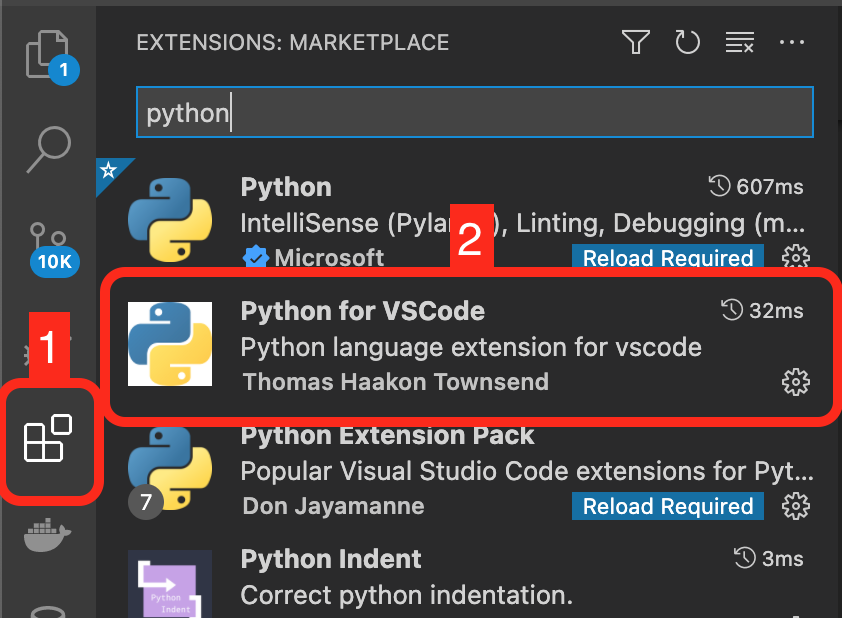 EXTENSIONS: MARKETPLACE
1
python
Python
607ms
IntelliSense (Pyla), Linting, Debugging (m...
2
Microsoft
Reload Required
10K
Python for VSCode
32ms
1
Python language extension for vscode
Thomas Haakon Townsend
Python Extension Pack
Popular Visual Studio Code extensions for Pyt...
7
Don Jayamanne
Reload Required
Python Indent
3ms
Correct python indentation.
Python
Indent